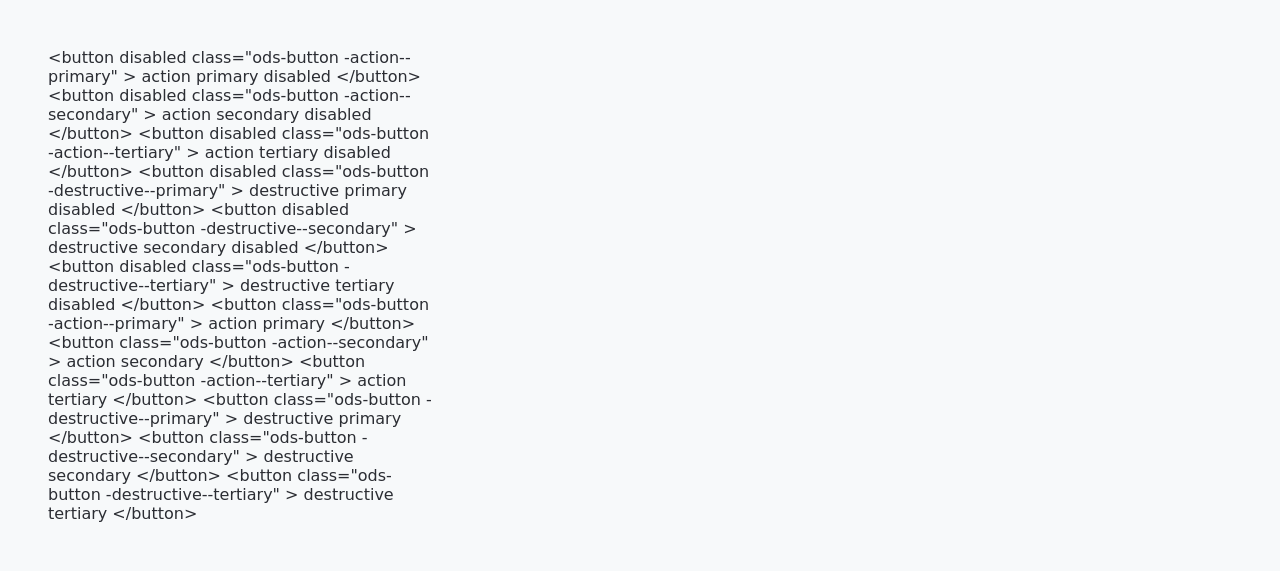 <button disabled class="ods-button -action--
primary" > action primary disabled </button>
<button disabled class="ods-button -action--
secondary" > action secondary disabled
</button> <button disabled class="ods-button
-action--tertiary" > action tertiary disabled
</button> <button disabled class="ods-button
-destructive--primary" > destructive primary
disabled </button> <button disabled
class="ods-button -destructive--secondary" >
destructive secondary disabled </button>
<button disabled class="ods-button -
destructive--tertiary" > destructive tertiary
disabled </button> <button class="ods-button
-action--primary" > action primary </button>
<button class="ods-button -action--secondary"
> action secondary </button> <button
class="ods-button -action--tertiary" > action
tertiary </button> <button class="ods-button -
destructive--primary" > destructive primary
</button> <button class="ods-button -
destructive--secondary" > destructive
secondary </button> <button class="ods-
button -destructive--tertiary" > destructive
tertiary </button>